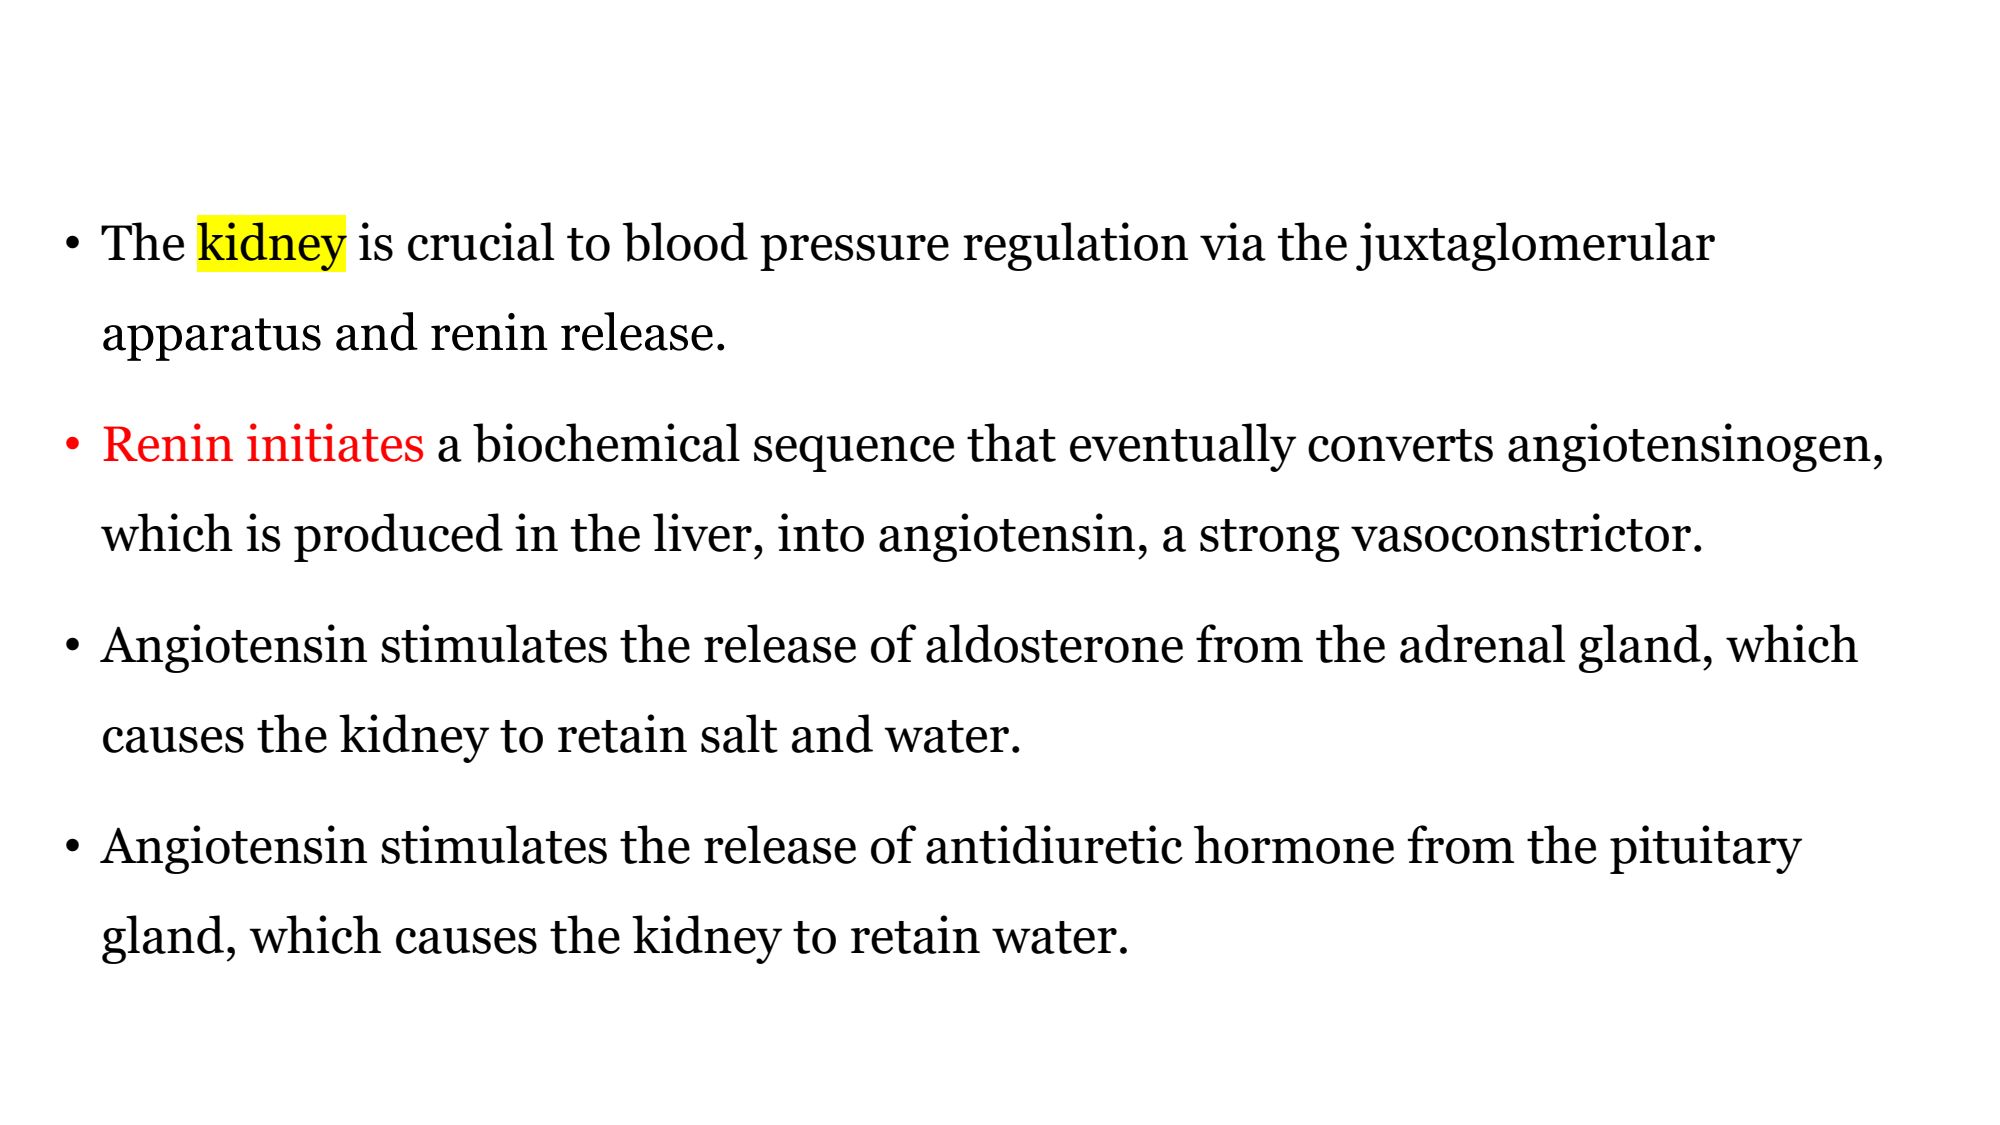 • The kidney is crucial to blood pressure regulation via the juxtaglomerular
apparatus and renin release.
• Renin initiates a biochemical sequence that eventually converts angiotensinogen,
which is produced in the liver, into angiotensin, a strong vasoconstrictor.
• Angiotensin stimulates the release of aldosterone from the adrenal gland, which
causes the kidney to retain salt and water.
• Angiotensin stimulates the release of antidiuretic hormone from the pituitary
gland, which causes the kidney to retain water.